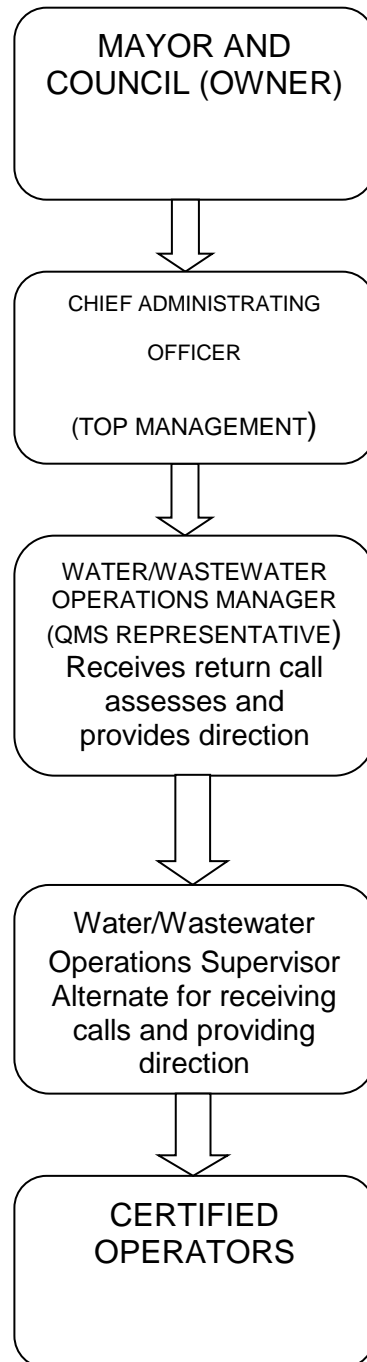 MAYOR AND
COUNCIL (OWNER)
CHIEF ADMINISTRATING
OFFICER
(TOP MANAGEMENT)
WATER/WASTEWATER
OPERATIONS MANAGER
(QMS REPRESENTATIVE)
Receives return call
assesses and
provides direction
Water/Wastewater
Operations Supervisor
Alternate for receiving
calls and providing
direction
CERTIFIED
OPERATORS